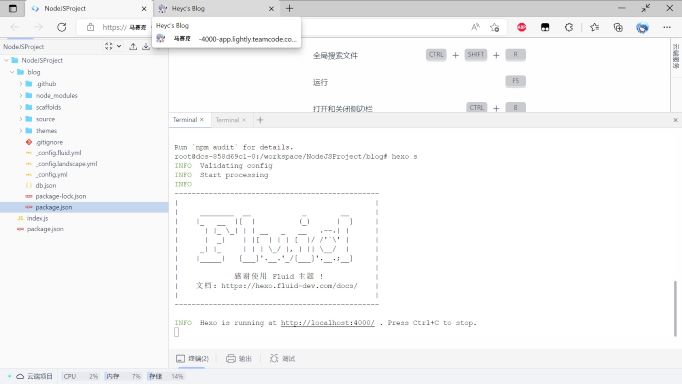 NodeJSProject
Heyc's Blog
https:// 马赛克
Heyc's Blog
马赛克 -4000-app.lightly.teamcode.co...
NodeJSProject
NodeJSProject
blog
.github
node_modules
scaffolds
source
themes
.gitignore
_config.fluid.yml
_config.landscape.yml
_config.yml
db.json
package-lock.json
package.json
index.js
package.json
全局搜索文件 CTRL + SHIFT + R
运行 F5
打开和关闭侧边栏 CTRL + B
Terminal
Terminal
Run `npm audit` for details.
root@dcs-858d69c1-0:/workspace/NodeJSProject/blog# hexo s
INFO Validating config
INFO Start processing
INFO
感谢使用 Fluid 主题 !
文档: https://hexo.fluid-dev.com/docs/
INFO Hexo is running at http://localhost:4000/ . Press Ctrl+C to stop.
终端(2) 输出 调试
云端项目 CPU 2% 内存 7% 存储 14%